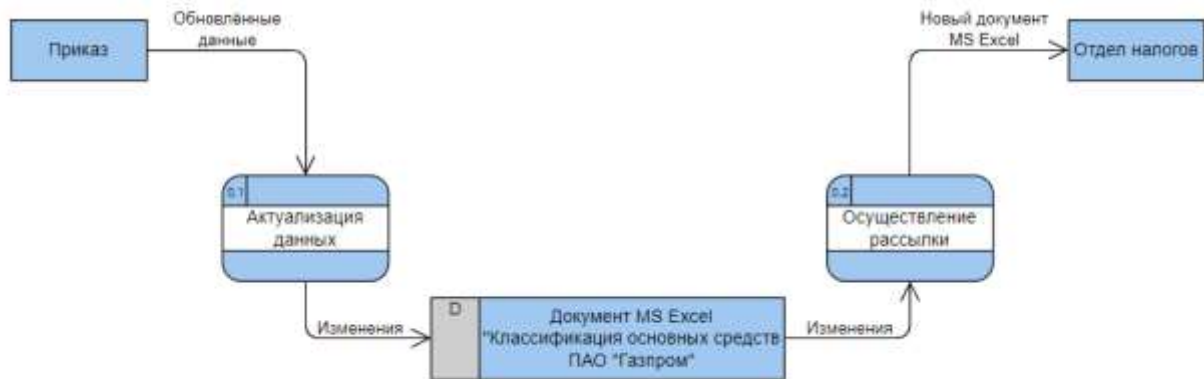 Приказ
Обновлённые
данные
0.1
Актуализация
данных
Изменения
D
Документ MS Excel
"Классификация основных средств
ПАО "Газпром"
Изменения
0.2
Осуществление
рассылки
Новый документ
MS Excel
Отдел налогов